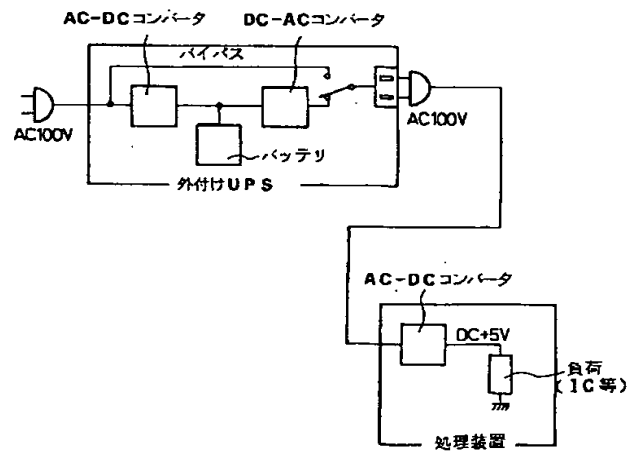 AC-DCコンバータ
DC-ACコンバータ
バイパス
AC100V
AC100V
バッテリ
外付けUPS
AC-DCコンバータ
DC+5V
負荷
(IC等)
処理装置